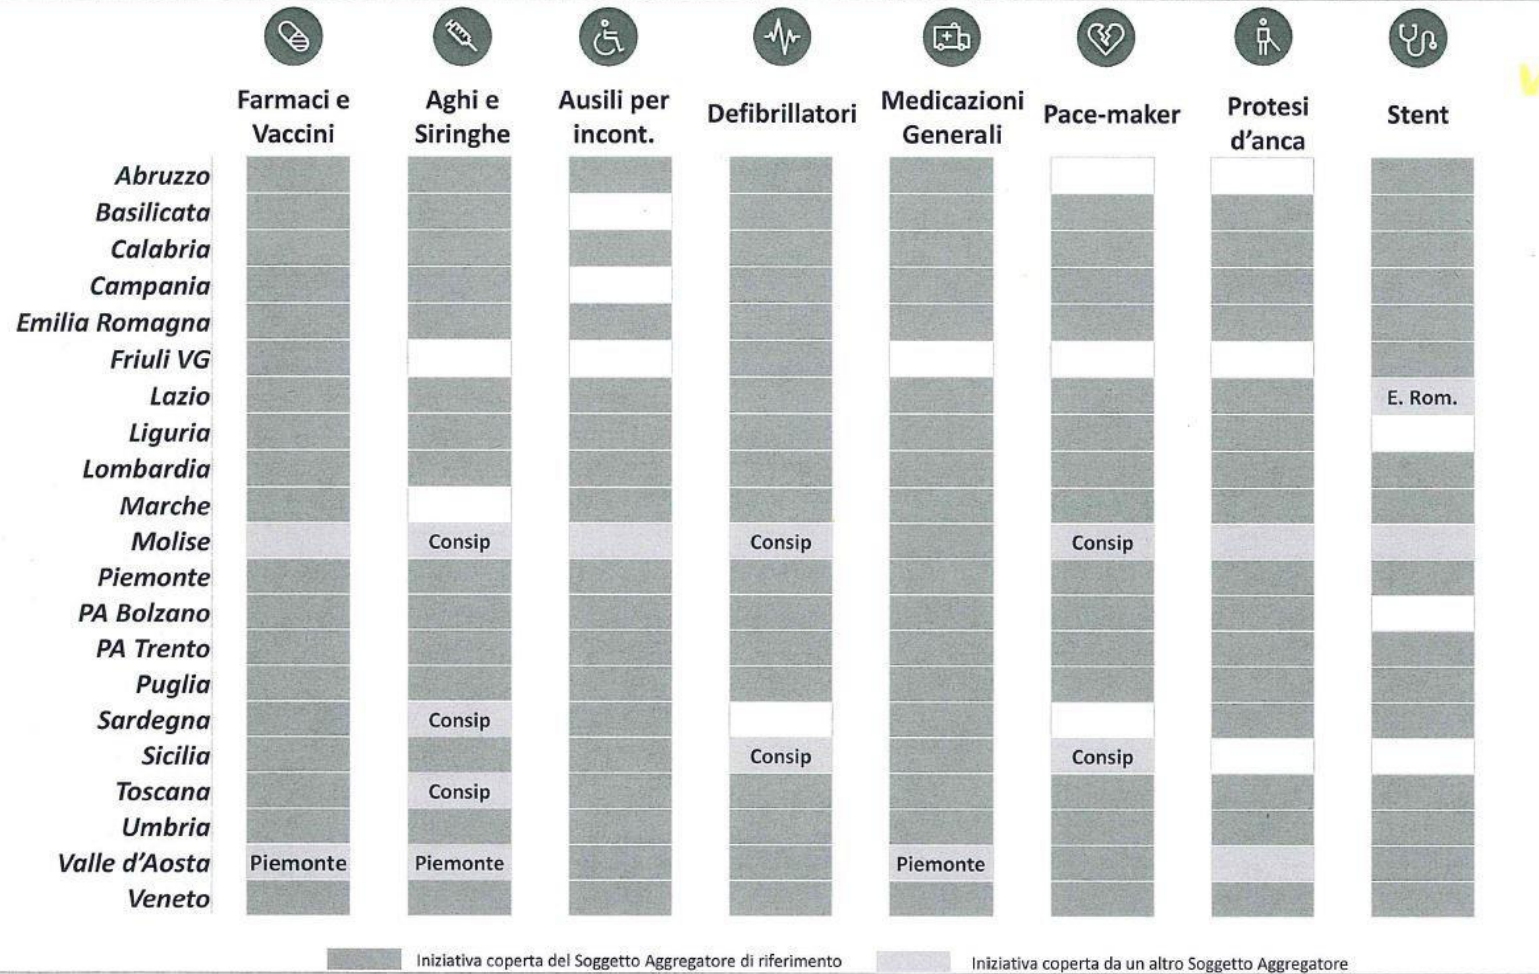 Farmaci e
Vaccini
Aghi e
Siringhe
Ausili per
incont.
Defibrillatori
Medicazioni
Generali
Pace-maker
Protesi
d'anca
Stent
Abruzzo
Basilicata
Calabria
Campania
Emilia Romagna
Friuli VG
Lazio E. Rom.
Liguria
Lombardia
Marche
Molise Consip Consip Consip
Piemonte
PA Bolzano
PA Trento
Puglia
Sardegna Consip
Sicilia Consip Consip
Toscana Consip
Umbria
Valle d'Aosta Piemonte Piemonte Piemonte
Veneto
Iniziativa coperta del Soggetto Aggregatore di riferimento
Iniziativa coperta da un altro Soggetto Aggregatore